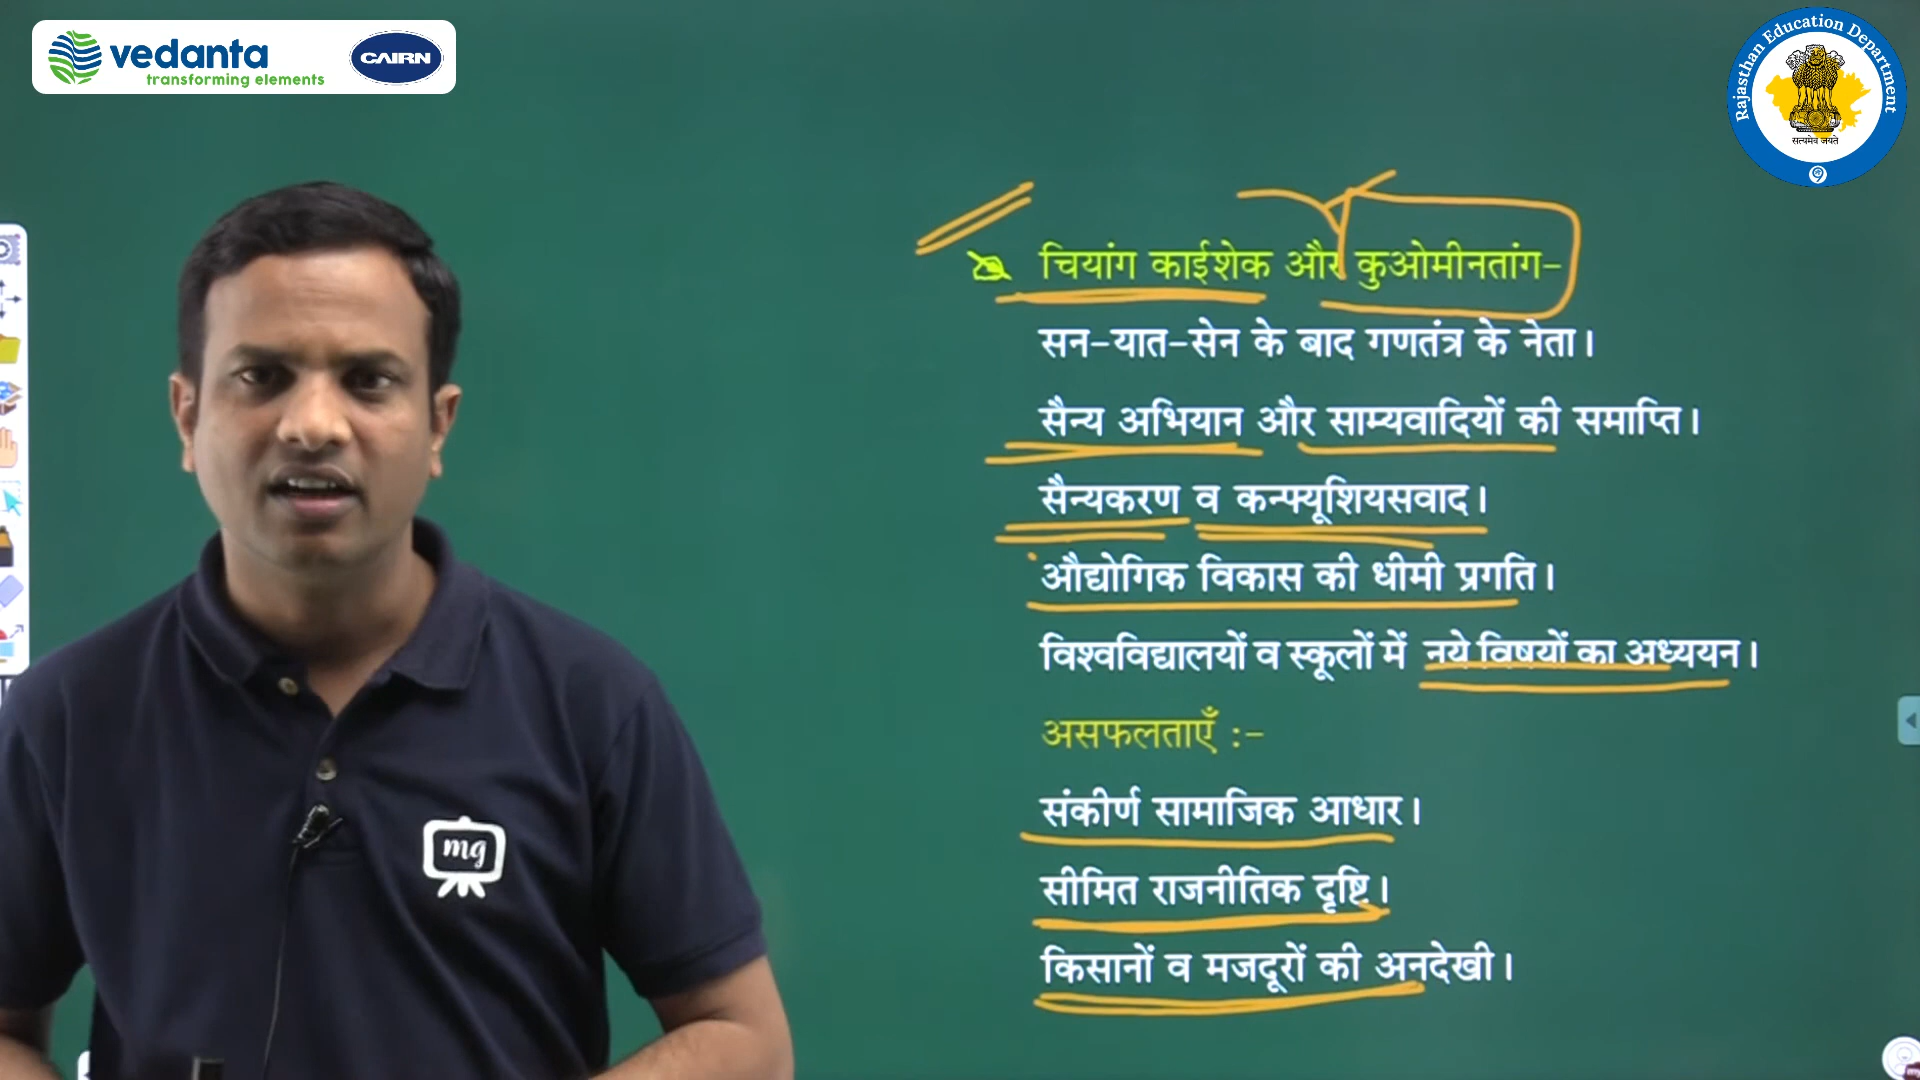 vedanta
transforming elements
CAIRN
Rajasthan Education Department
सत्यमेव जयते
चियांग काईशेक और कुओमीनतांग-
सन-यात-सेन के बाद गणतंत्र के नेता।
सैन्य अभियान और साम्यवादियों की समाप्ति।
सैन्यकरण व कन्फ्यूशियसवाद।
औद्योगिक विकास की धीमी प्रगति।
विश्वविद्यालयों व स्कूलों में नये विषयों का अध्ययन।
असफलताएँ :-
संकीर्ण सामाजिक आधार।
सीमित राजनीतिक दृष्टि।
किसानों व मजदूरों की अनदेखी।
mg